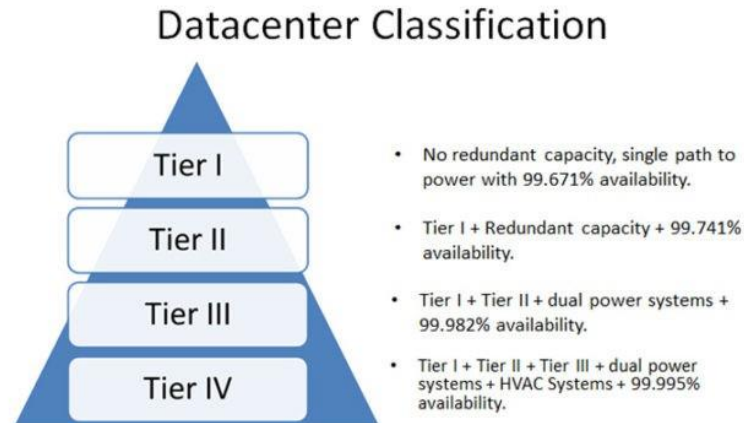 Datacenter Classification
Tier I
• No redundant capacity, single path to
power with 99.671% availability.
Tier II
• Tier I + Redundant capacity + 99.741%
availability.
Tier III
• Tier I + Tier II + dual power systems +
99.982% availability.
Tier IV
• Tier I + Tier II + Tier III + dual power
systems + HVAC Systems + 99.995%
availability.